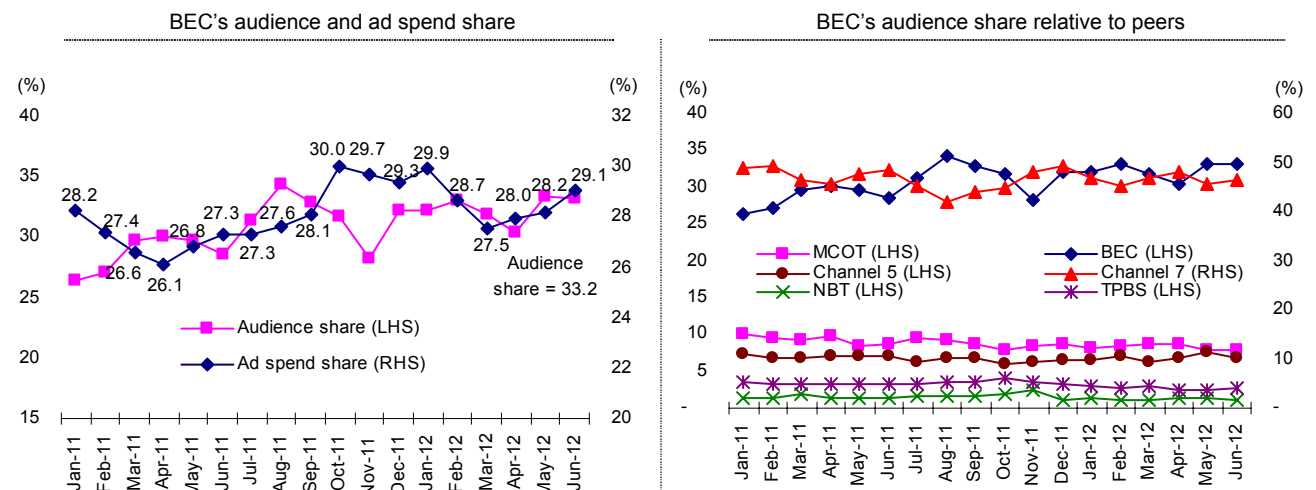 BEC's audience and ad spend share
(%) (%)
40 32
35 30
30 28
25 26
20 24
15 22
20
28.2 27.4 26.6 26.1 26.8 27.3 27.3 27.6 28.1 30.0 29.7 29.3 29.9 28.7 27.5 28.0 28.2 29.1
Audience
share = 33.2
Audience share (LHS)
Ad spend share (RHS)
Jan-11 Feb-11 Mar-11 Apr-11 May-11 Jun-11 Jul-11 Aug-11 Sep-11 Oct-11 Nov-11 Dec-11 Jan-12 Feb-12 Mar-12 Apr-12 May-12 Jun-12
BEC's audience share relative to peers
(%) (%)
40 60
35 50
30 40
25 30
20 20
15 10
10 -
5
-
MCOT (LHS) BEC (LHS)
Channel 5 (LHS) Channel 7 (RHS)
NBT (LHS) TPBS (LHS)
Jan-11 Feb-11 Mar-11 Apr-11 May-11 Jun-11 Jul-11 Aug-11 Sep-11 Oct-11 Nov-11 Dec-11 Jan-12 Feb-12 Mar-12 Apr-12 May-12 Jun-12